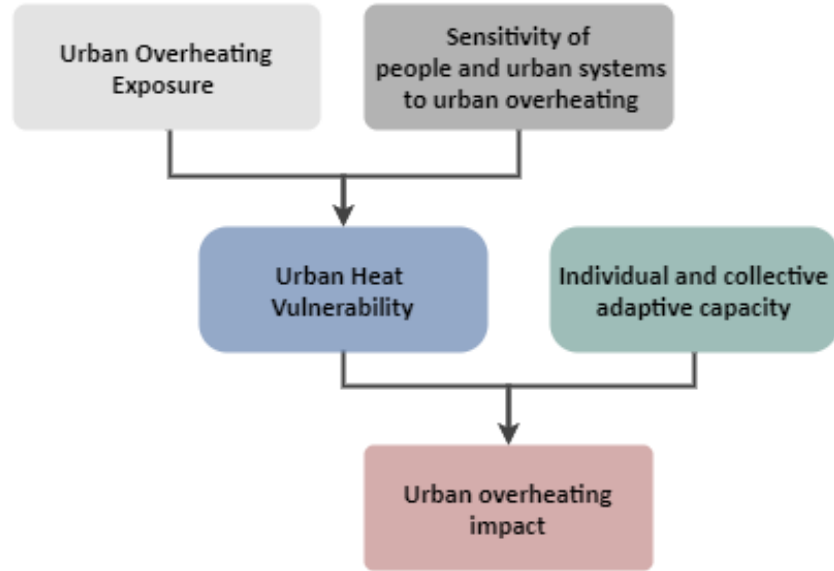 Urban Overheating
Exposure
Sensitivity of
people and urban systems
to urban overheating
Urban Heat
Vulnerability
Individual and collective
adaptive capacity
Urban overheating
impact